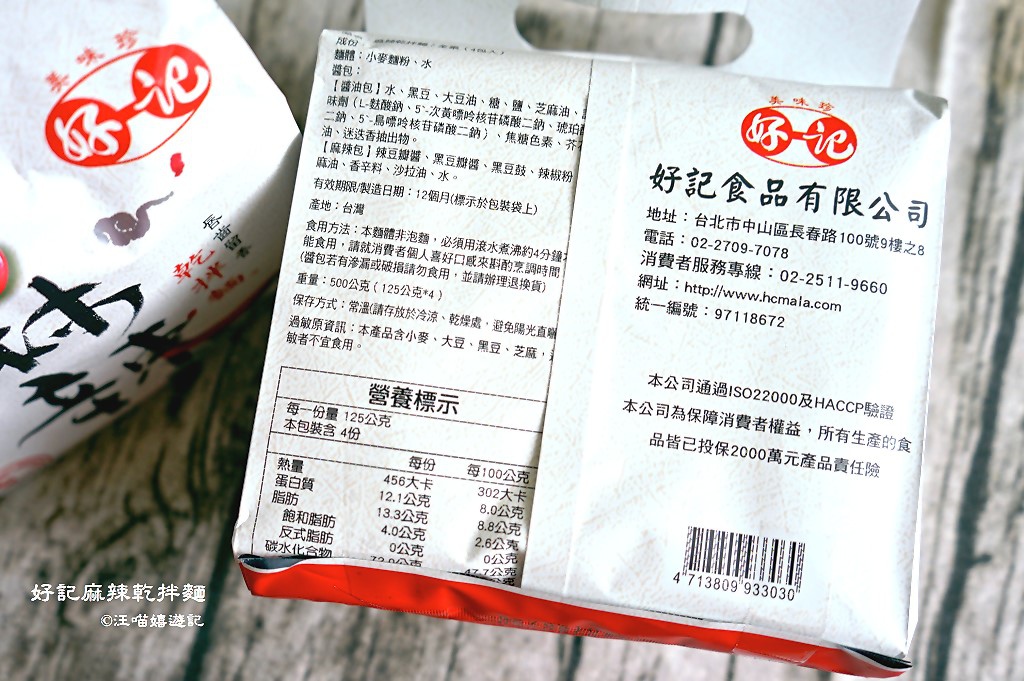 美味珍
好記
乾拌麵
成份
麵體：小麥麵粉、水
醬包：
【醬油包】水、黑豆、大豆油、糖、鹽、芝麻油、
味劑（L-麩酸鈉、5'-次黃嘌呤核苷磷酸二鈉、琥珀酸
二鈉、5'-鳥嘌呤核苷磷酸二鈉）、焦糖色素、芥
油、迷迭香抽出物。
【麻辣包】辣豆瓣醬、黑豆瓣醬、黑豆鼓、辣椒粉
麻油、香辛料、沙拉油、水。
有效期限/製造日期：12個月(標示於包裝袋上)
產地：台灣
食用方法：本麵體非泡麵，必須用滾水煮沸約4分鐘
能食用，請就消費者個人喜好口感來斟酌烹調時間
(醬包若有滲漏或破損請勿食用，並請辦理退換貨)
重量：500公克（125公克*4）
保存方式：常溫(請存放於冷涼、乾燥處，避免陽光直曬
過敏原資訊：本產品含小麥、大豆、黑豆、芝麻，
敏者不宜食用。
營養標示
每一份量 125公克
本包裝含 4份
每份 每100公克
熱量 456大卡 302大卡
蛋白質 12.1公克 8.0公克
脂肪 13.3公克 8.8公克
飽和脂肪 4.0公克 2.6公克
反式脂肪 0公克 0公克
碳水化合物 72.0公克 47.7公克
美味珍
好記
好記食品有限公司
地址：台北市中山區長春路100號9樓之8
電話：02-2709-7078
消費者服務專線：02-2511-9660
網址：http://www.hcmala.com
統一編號：97118672
本公司通過ISO22000及HACCP驗證
本公司為保障消費者權益，所有生產的食
品皆已投保2000萬元產品責任險
4 713809 933030
好記麻辣乾拌麵
©汪喵嬉遊記